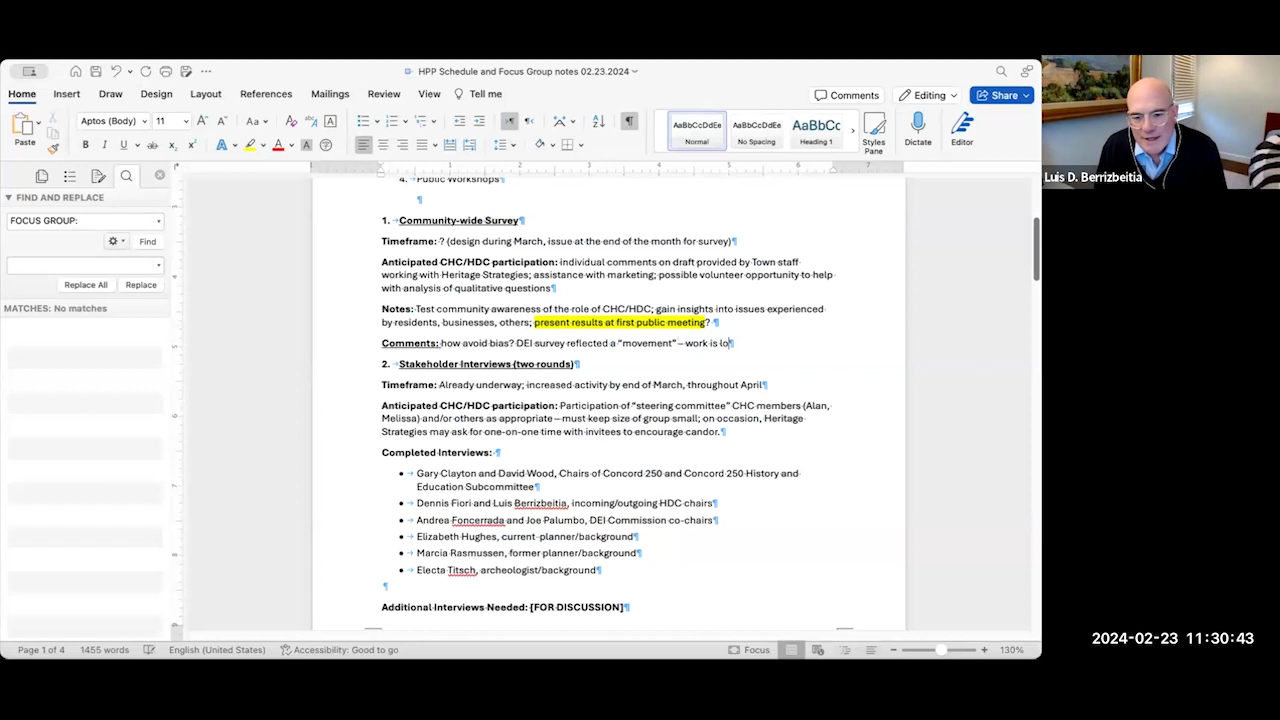 HPP Schedule and Focus Group notes 02.23.2024
Home Insert Draw Design Layout References Mailings Review View Tell me
Comments Editing Share
Paste
Aptos (Body) 11
AaBbCcDdEe AaBbCcDdEe AaBbCc
Normal No Spacing Heading 1
Styles Pane
Dictate
Editor
1 2 3 4 5 6 7
FIND AND REPLACE
FOCUS GROUP:
Find
Replace All Replace
MATCHES: No matches
4. Public Workshops¶
¶
1. Community-wide Survey¶
Timeframe: ? (design during March, issue at the end of the month for survey)¶
Anticipated CHC/HDC participation: individual comments on draft provided by Town staff
working with Heritage Strategies; assistance with marketing; possible volunteer opportunity to help
with analysis of qualitative questions¶
Notes: Test community awareness of the role of CHC/HDC; gain insights into issues experienced
by residents, businesses, others; present results at first public meeting? ¶
Comments: how avoid bias? DEI survey reflected a “movement” – work is lo¶
2. Stakeholder Interviews (two rounds)¶
Timeframe: Already underway; increased activity by end of March, throughout April¶
Anticipated CHC/HDC participation: Participation of “steering committee” CHC members (Alan,
Melissa) and/or others as appropriate – must keep size of group small; on occasion, Heritage
Strategies may ask for one-on-one time with invitees to encourage candor.¶
Completed Interviews: ¶
• Gary Clayton and David Wood, Chairs of Concord 250 and Concord 250 History and
Education Subcommittee¶
• Dennis Fiori and Luis Berrizbeitia, incoming/outgoing HDC chairs¶
• Andrea Foncerrada and Joe Palumbo, DEI Commission co-chairs¶
• Elizabeth Hughes, current planner/background¶
• Marcia Rasmussen, former planner/background¶
• Electa Titsch, archeologist/background¶
¶
Additional Interviews Needed: [FOR DISCUSSION]¶
Page 1 of 4 1455 words English (United States) Accessibility: Good to go Focus 130%
Luis D. Berrizbeitia
2024-02-23 11:30:43